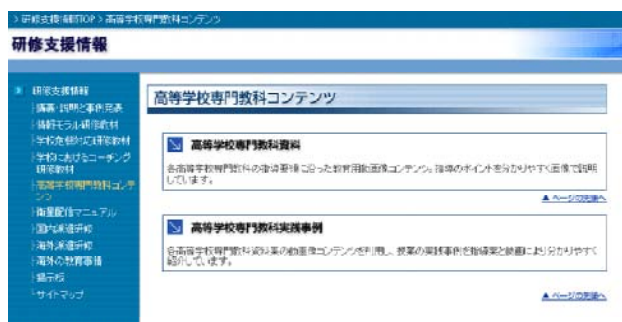 > 研修支援情報TOP > 高等学校専門教科コンテンツ
研修支援情報
研修支援情報
講義・説明と事例発表
情報モラル研修教材
学校危機対応研修教材
学校におけるコーチング
研修教材
高等学校専門教科コンテ
ンツ
衛星配信マニュアル
国内派遣研修
海外派遣研修
海外の教育事情
掲示板
サイトマップ
高等学校専門教科コンテンツ
高等学校専門教科資料
各高等学校専門教科の指導要領に沿った教育用動画像コンテンツ。指導のポイントを分かりやすく画像で説明
しています。
▲ ページの先頭へ
高等学校専門教科実践事例
各高等学校専門教科資料集の動画像コンテンツを利用し、授業の実践事例を指導案と映像により分かりやすく
紹介しています。
▲ ページの先頭へ